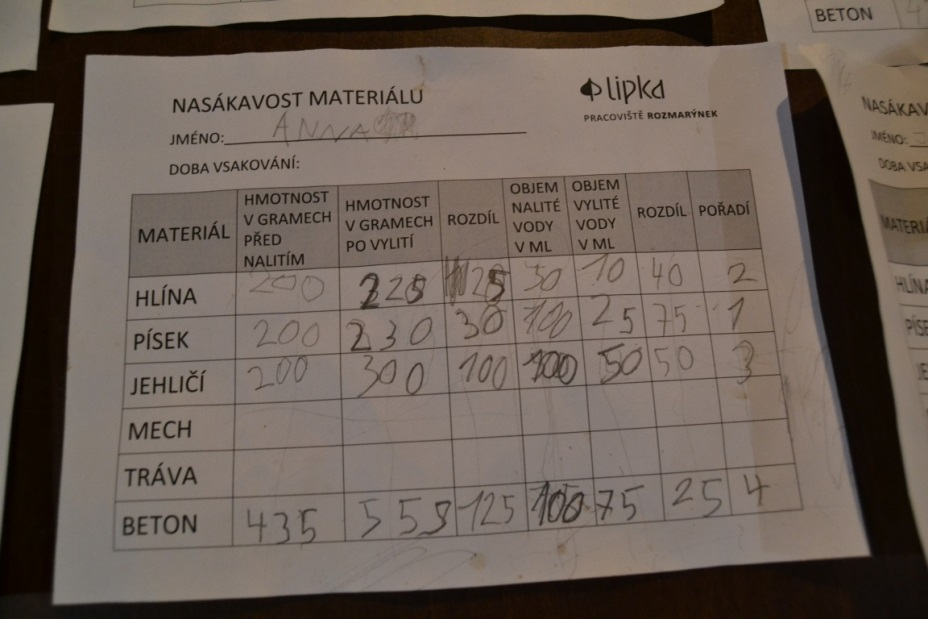 BETON
NASÁKAVOST MATERIÁLU
lipka
PRACOVIŠTĚ ROZMARÝNEK
JMÉNO: ANNA
DOBA VSAKOVÁNÍ:
MATERIÁL HMOTNOST V GRAMECH PŘED NALITÍM HMOTNOST V GRAMECH PO VYLITÍ ROZDÍL OBJEM NALITÉ VODY V ML OBJEM VYLITÉ VODY V ML ROZDÍL POŘADÍ
HLÍNA 200 225 25 50 10 40 2
PÍSEK 200 230 30 100 25 75 1
JEHLIČÍ 200 300 100 100 50 50 3
MECH
TRÁVA
BETON 435 559 125 100 75 25 4
NASÁKAV
JMÉNO:
DOBA VSA
MATERIÁ
HLÍNA
PÍSE
JE